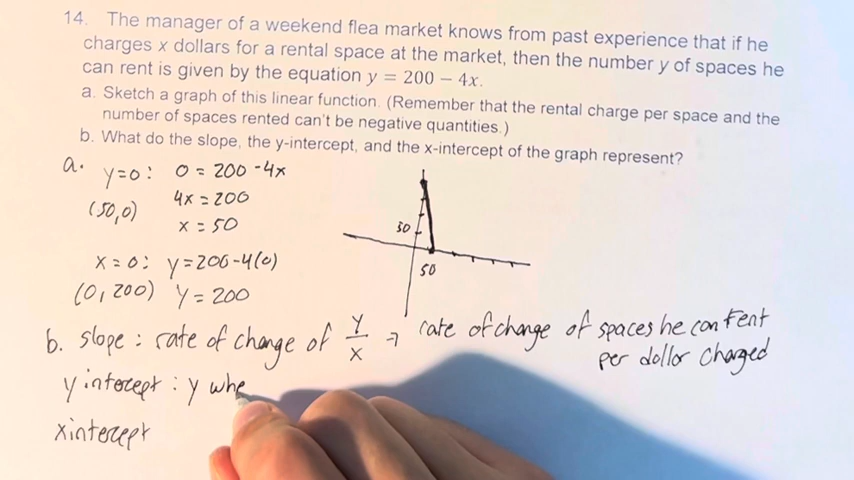 14. The manager of a weekend flea market knows from past experience that if he
charges x dollars for a rental space at the market, then the number y of spaces he
can rent is given by the equation y = 200 – 4x.
a. Sketch a graph of this linear function. (Remember that the rental charge per space and the
number of spaces rented can't be negative quantities.)
b. What do the slope, the y-intercept, and the x-intercept of the graph represent?
a. y=0: 0 = 200 -4x
(50,0) 4x = 200
x = 50
x = 0: y=200-4(0)
(0, 200) y = 200
50
50
b. slope : rate of change of y/x → rate of change of spaces he can rent
per dollar charged
y intercept : y whe
x intercept